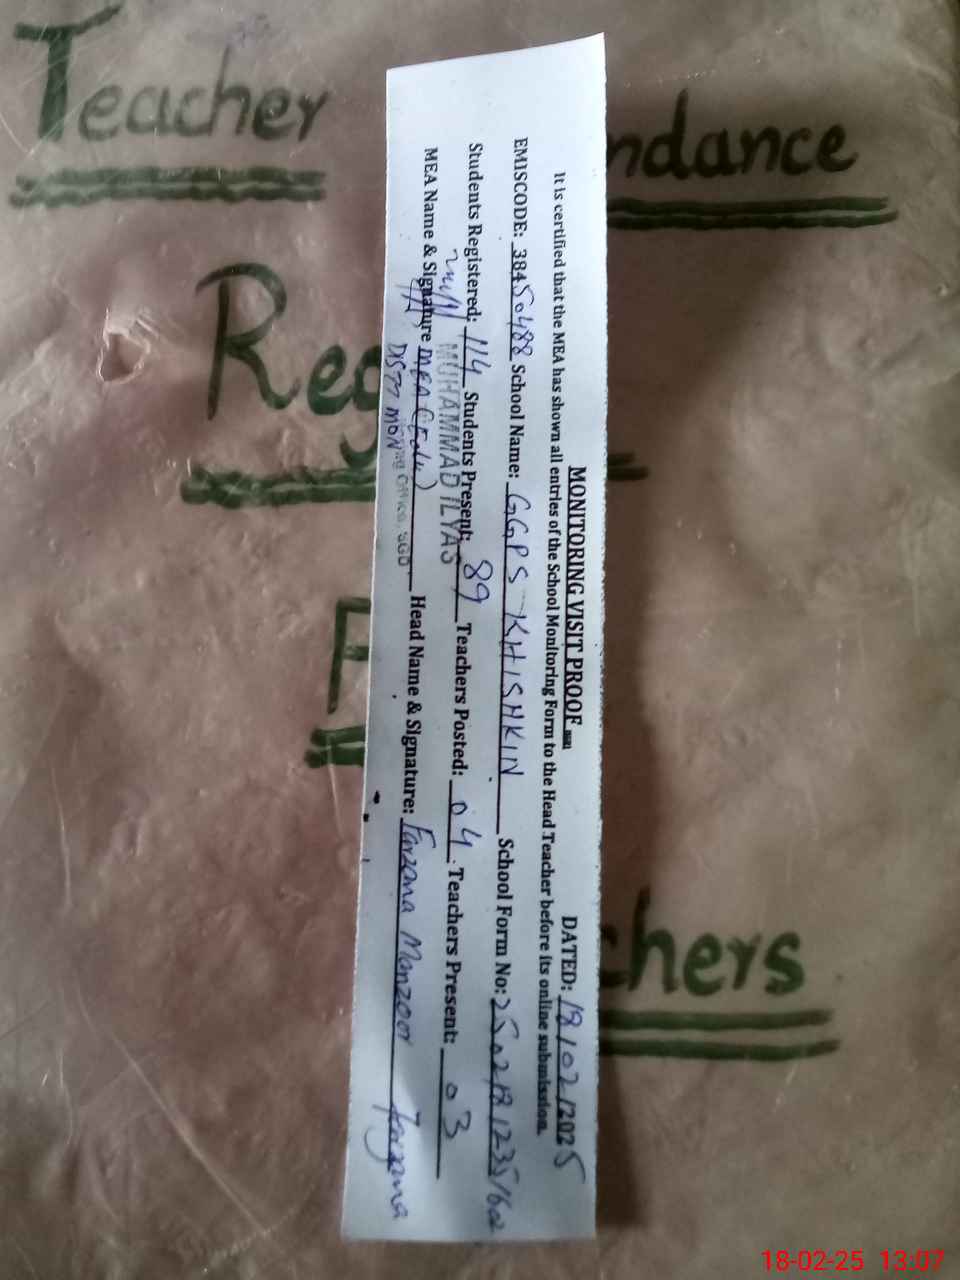 Teacher ndance
Reg
chers
MONITORING VISIT PROOF DATED: 18/02/2025
It is certified that the MEA has shown all entries of the School Monitoring Form to the Head Teacher before its online submission.
EMISCODE: 38450488 School Name: GGPS KHISHKIN School Form No:
Students Registered: 114 Students Present: 89 Teachers Posted: 04. Teachers Present: 03
MUHAMMAD ILYAS
MEA Name & Signature MEA (Edu) Head Name & Signature: Farzana Manzoor Farzana
18-02-25 13:07